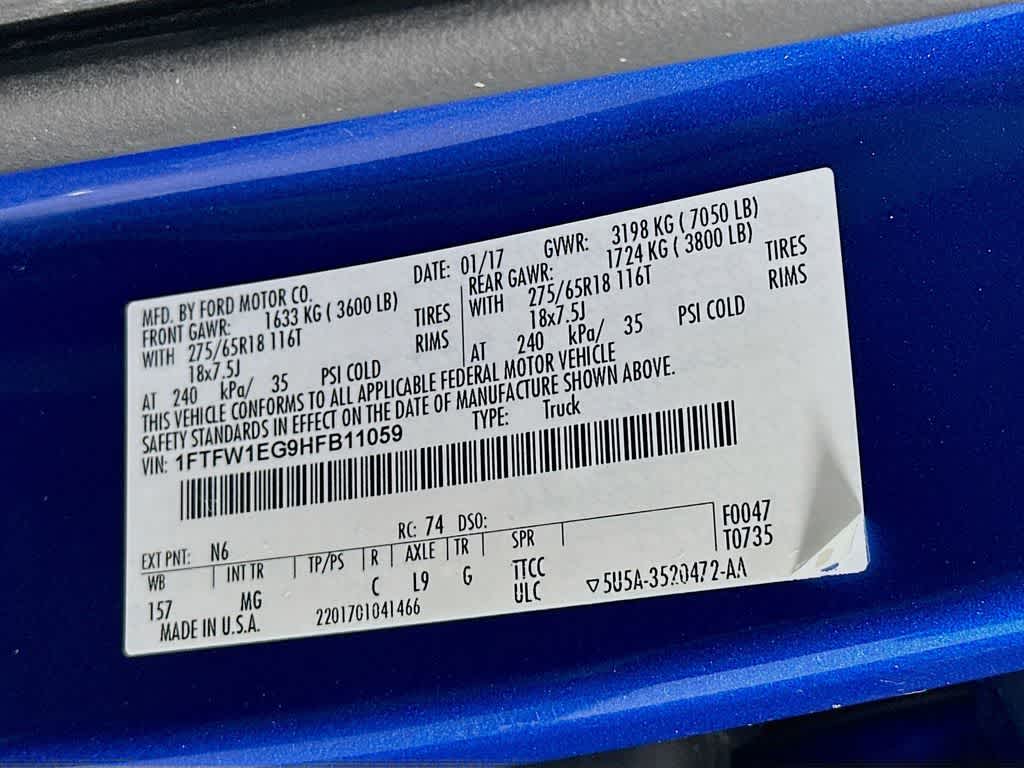 MFD. BY FORD MOTOR CO.
DATE: 01/17 GVWR: 3198 KG ( 7050 LB)
FRONT GAWR: 1633 KG ( 3600 LB)
WITH 275/65R18 116T TIRES
18x7.5J RIMS
AT 240 kPa/ 35 PSI COLD
REAR GAWR: 1724 KG ( 3800 LB)
WITH 275/65R18 116T TIRES
18x7.5J RIMS
AT 240 kPa/ 35 PSI COLD
THIS VEHICLE CONFORMS TO ALL APPLICABLE FEDERAL MOTOR VEHICLE
SAFETY STANDARDS IN EFFECT ON THE DATE OF MANUFACTURE SHOWN ABOVE.
VIN: 1FTFW1EG9HFB11059 TYPE: Truck
EXT PNT: N6 RC: 74 DSO:
F0047
T0735
WB INT TR TP/PS R AXLE TR SPR
157 MG C L9 G TTCC
ULC
▽5U5A-3520472-AA
MADE IN U.S.A. 2201701041466